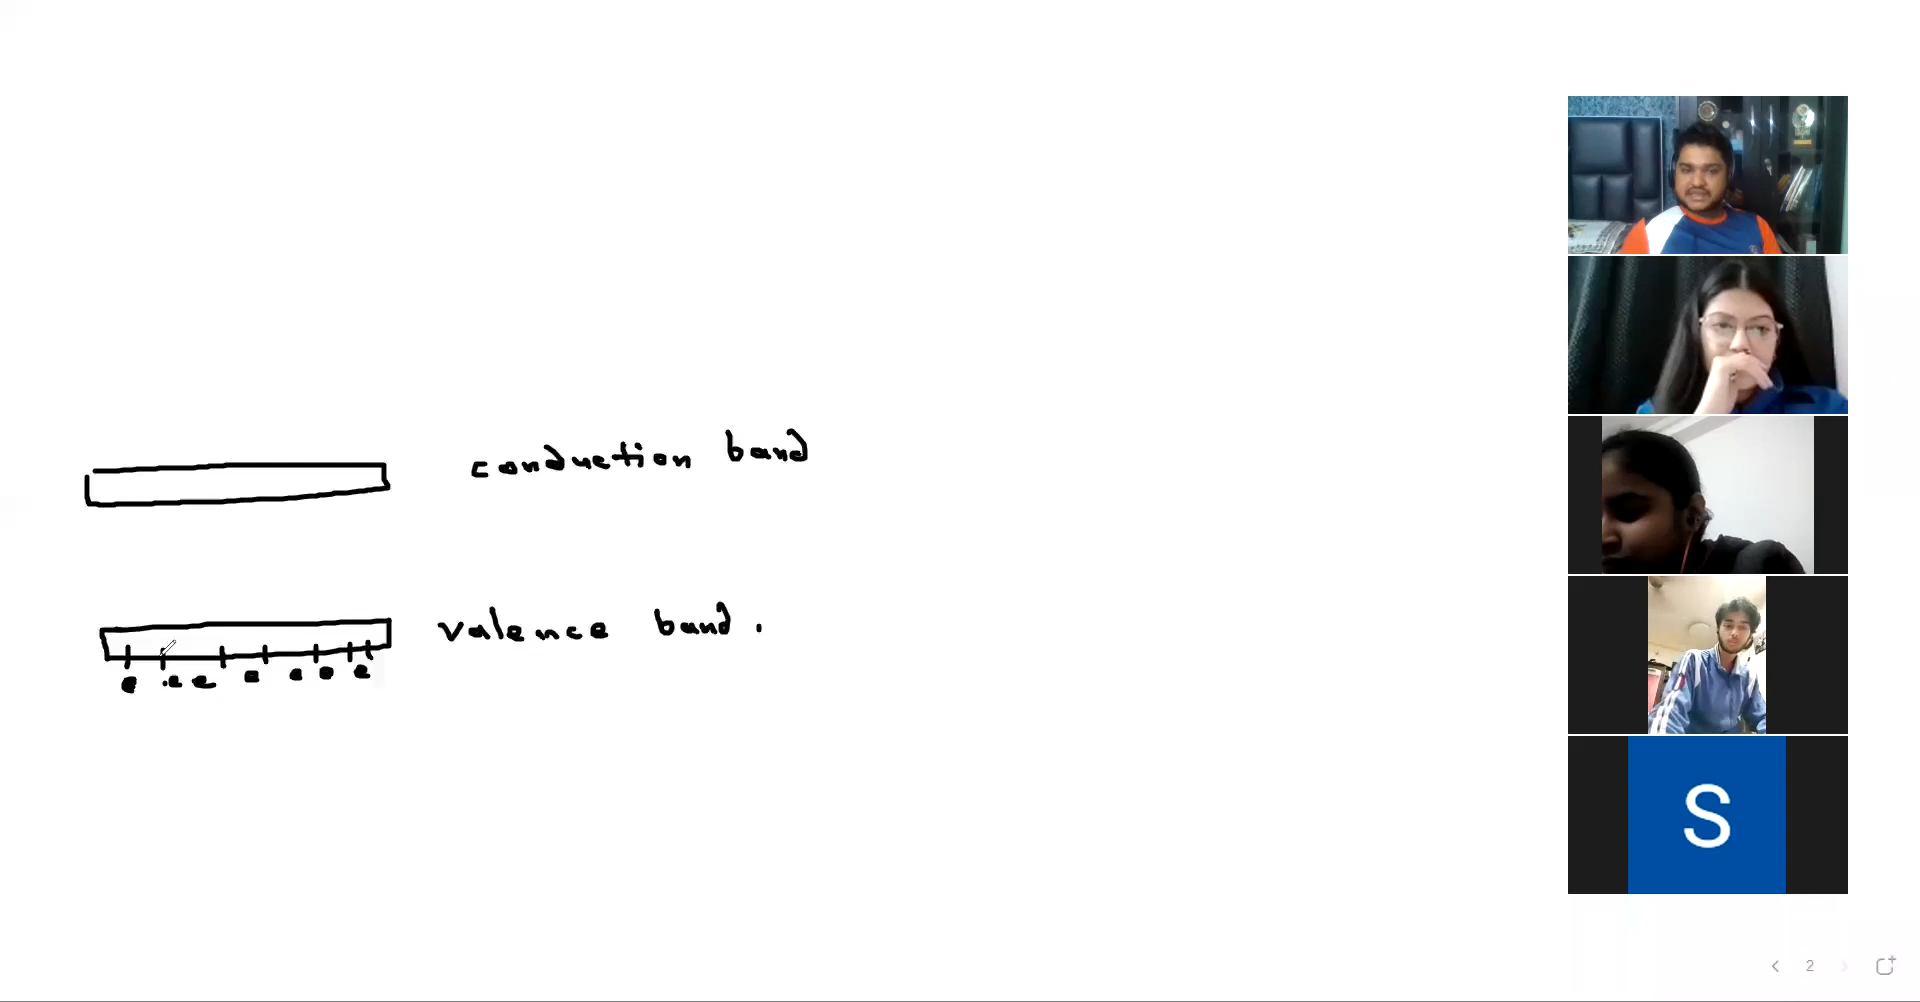 conduction band
valence band.
e e e e e e e
S
2